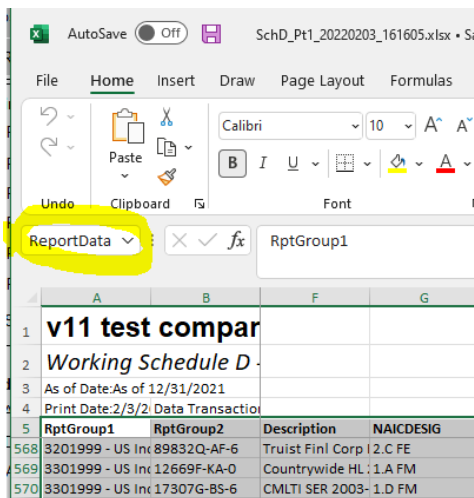 AutoSave Off SchD_Pt1_20220203_161605.xlsx • Sa
File Home Insert Draw Page Layout Formulas
Paste
Calibri 10 A^ A
B I U A
Undo Clipboard Font
ReportData fx RptGroup1
A B F G
1 v11 test compar
2 Working Schedule D -
3 As of Date:As of 12/31/2021
4 Print Date:2/3/2 Data Transaction
5 RptGroup1 RptGroup2 Description NAICDESIG
568 3201999 - US Ind 89832Q-AF-6 Truist Finl Corp 2.C FE
569 3301999 - US Ind 12669F-KA-0 Countrywide HL 1.A FM
570 3301999 - US Ind 17307G-BS-6 CMLTI SER 2003- 1.D FM